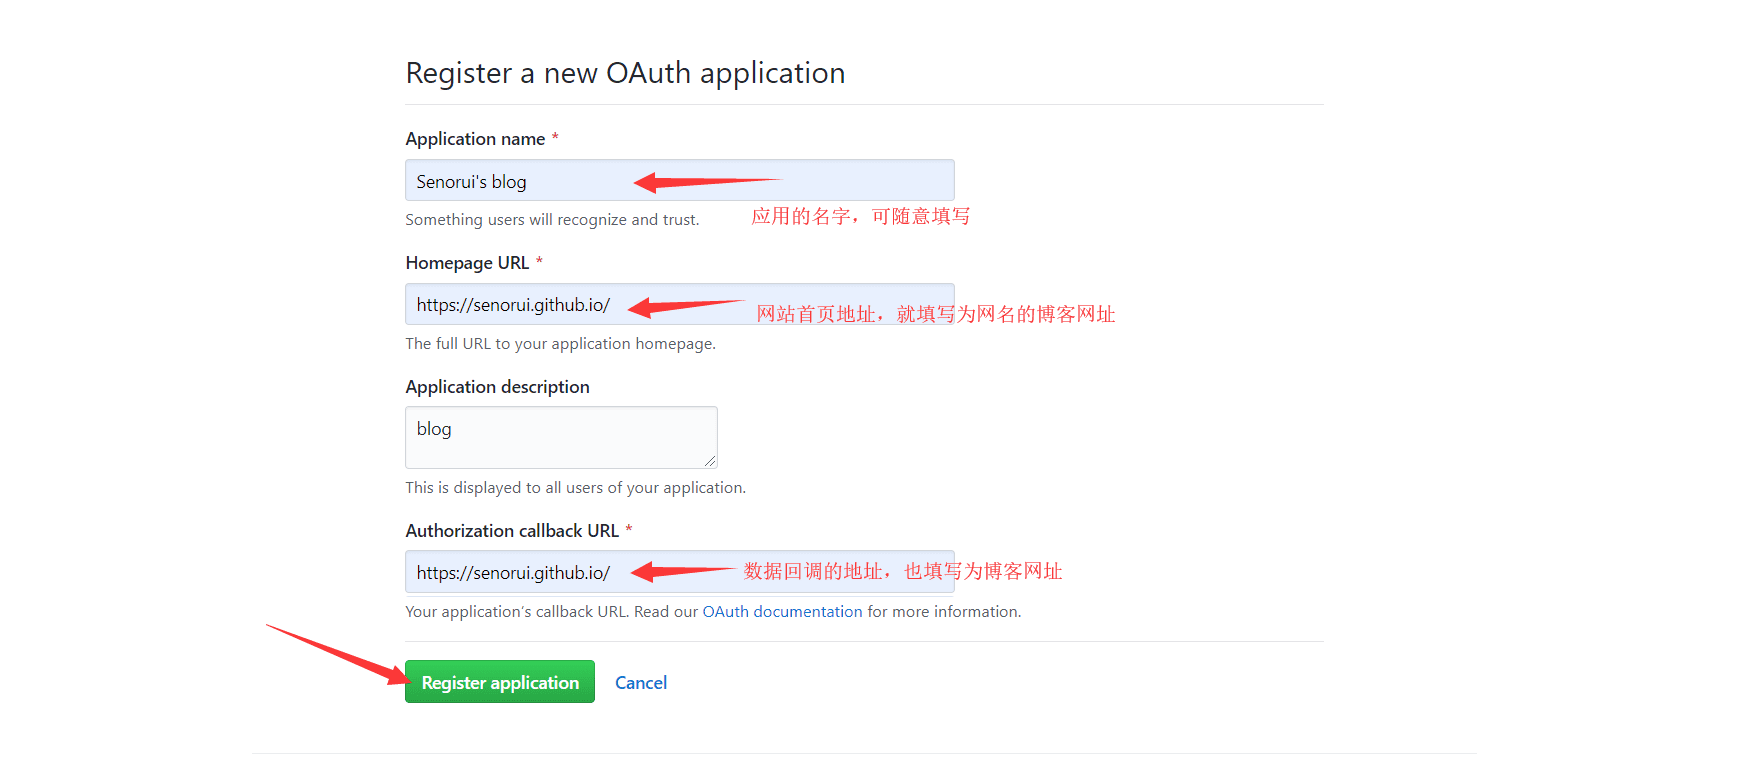 Register a new OAuth application
Application name *
Senorui's blog
Something users will recognize and trust.
应用的名字，可随意填写
Homepage URL *
https://senorui.github.io/
网站首页地址，就填写为网名的博客网址
The full URL to your application homepage.
Application description
blog
This is displayed to all users of your application.
Authorization callback URL *
https://senorui.github.io/
数据回调的地址，也填写为博客网址
Your application’s callback URL. Read our OAuth documentation for more information.
Register application
Cancel